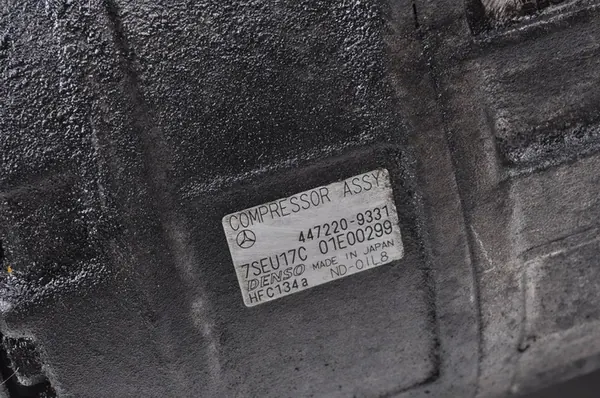 COMPRESSOR ASSY
447220-9331
7SEU17C 01E00299
DENSO MADE IN JAPAN
HFC134a ND-OIL8